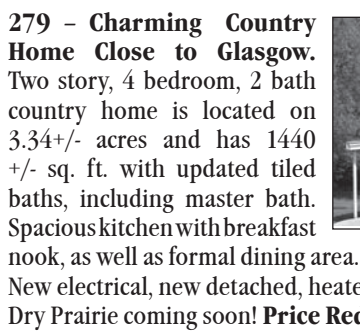 279 – Charming Country
Home Close to Glasgow.
Two story, 4 bedroom, 2 bath
country home is located on
3.34+/- acres and has 1440
+/- sq. ft. with updated tiled
baths, including master bath.
Spacious kitchen with breakfast
nook, as well as formal dining area.
New electrical, new detached,
Dry Prairie coming soon! Price